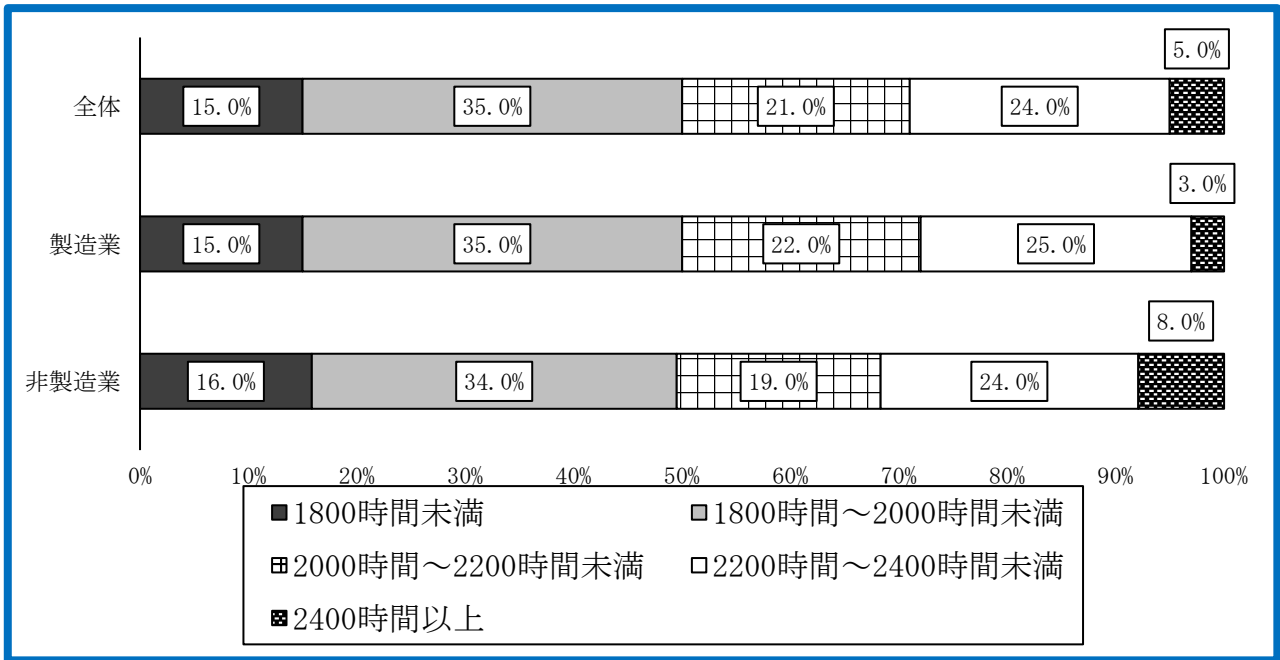 5.0%
全体 15.0% 35.0% 21.0% 24.0%
3.0%
製造業 15.0% 35.0% 22.0% 25.0%
8.0%
非製造業 16.0% 34.0% 19.0% 24.0%
0% 10% 20% 30% 40% 50% 60% 70% 80% 90% 100%
1800時間未満 1800時間～2000時間未満
2000時間～2200時間未満 2200時間～2400時間未満
2400時間以上